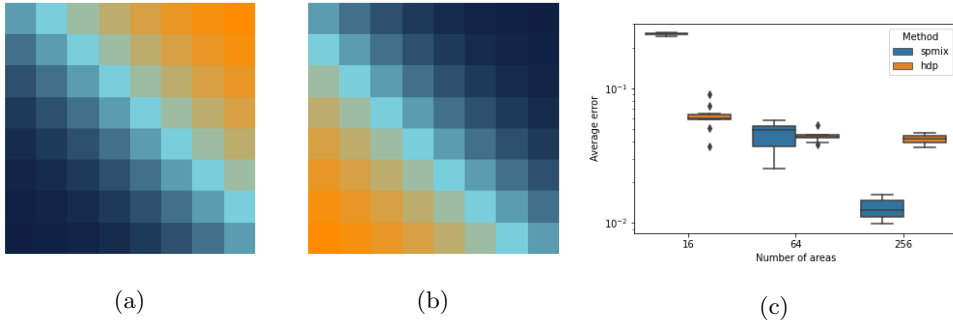 Method
spmix
hdp
10⁻¹
10⁻²
Average error
16
64
256
Number of areas
(a)
(b)
(c)